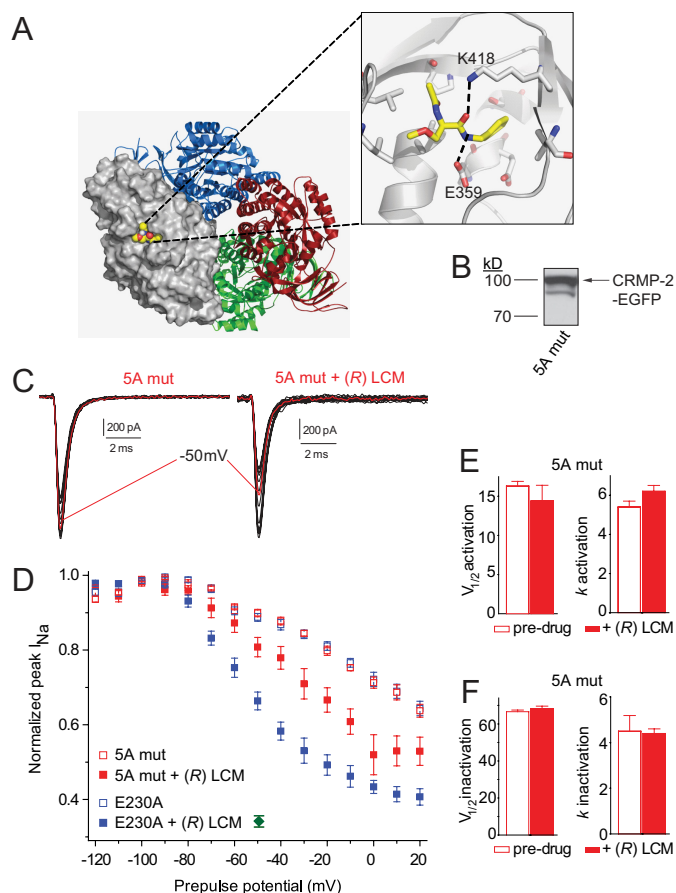 A
K418
E359
B
kD
100
70
CRMP-2
-EGFP
5A mut
C
5A mut
5A mut + (R) LCM
200 pA
2 ms
200 pA
2 ms
-50mV
D
1.0
0.8
0.6
0.4
Normalized peak INa
5A mut
5A mut + (R) LCM
E230A
E230A + (R) LCM
-120 -100 -80 -60 -40 -20 0 20
Prepulse potential (mV)
E
5A mut
V1/2 activation
15
10
5
0
k activation
6
4
2
0
pre-drug
+ (R) LCM
F
5A mut
V1/2 inactivation
60
40
20
0
k inactivation
6
4
2
0
pre-drug
+ (R) LCM